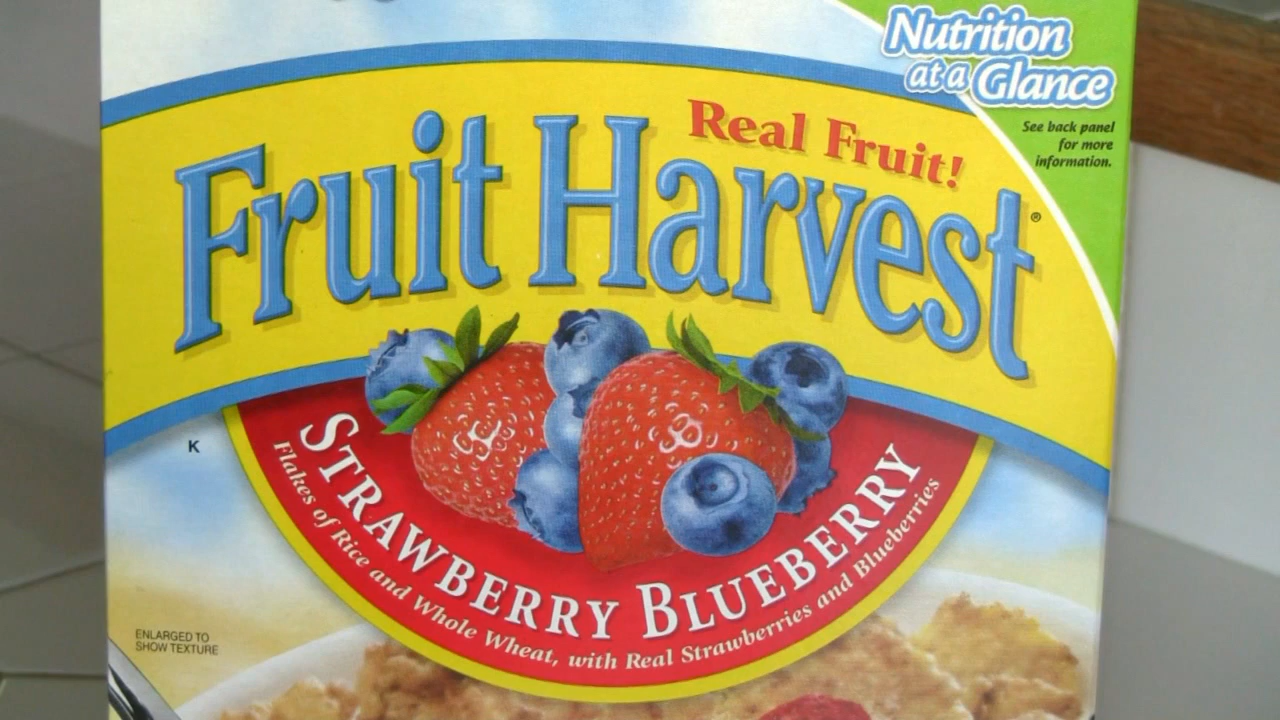 Nutrition
at a Glance
See back panel
for more
information.
Real Fruit!
Fruit Harvest®
K
STRAWBERRY BLUEBERRY
Flakes of Rice and Whole Wheat, with Real Strawberries and Blueberries
ENLARGED TO
SHOW TEXTURE